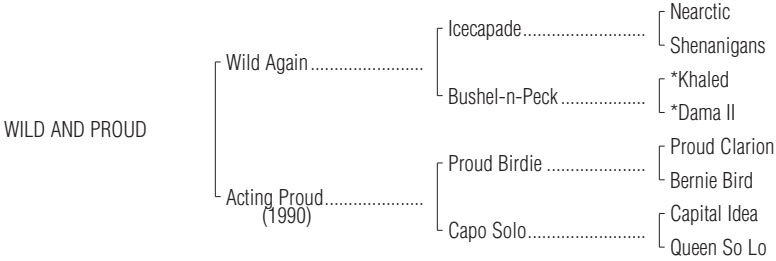 Nearctic
Icecapade
Shenanigans
Wild Again
*Khaled
Bushel-n-Peck
*Dama II
WILD AND PROUD
Proud Clarion
Proud Birdie
Bernie Bird
Acting Proud
(1990)
Capital Idea
Capo Solo
Queen So Lo